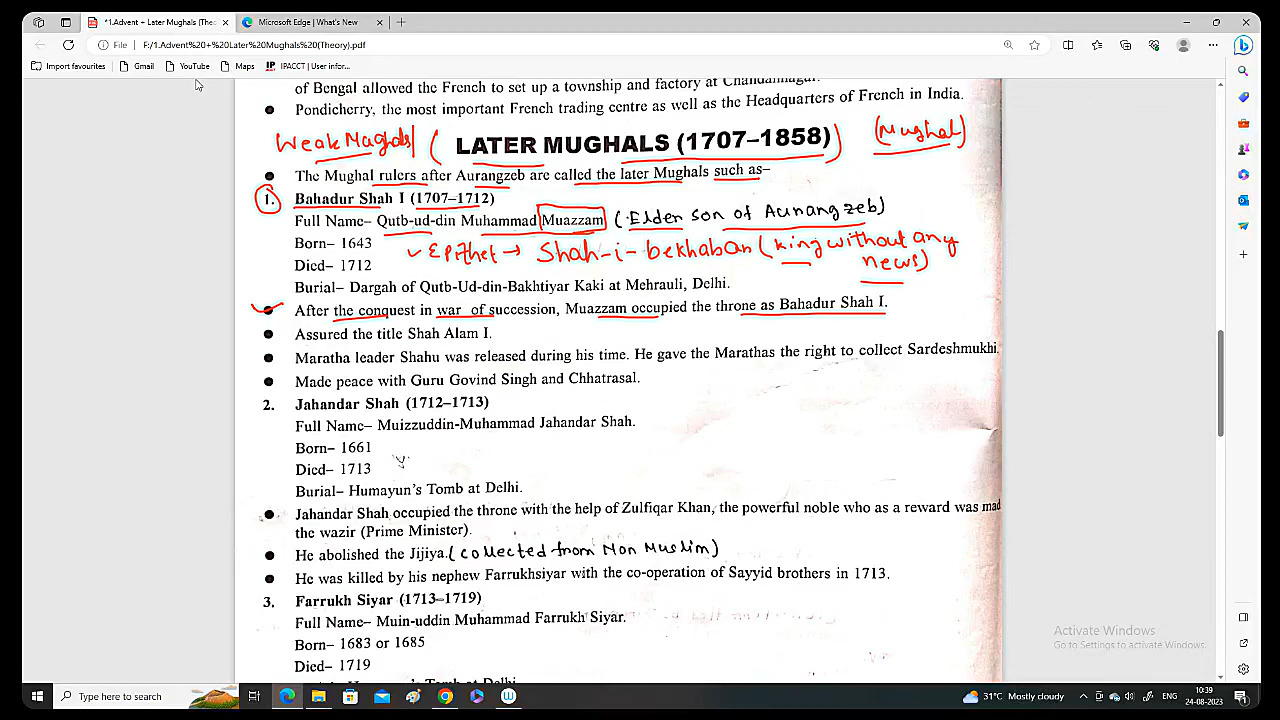 *1.Advent + Later Mughals (Theo
Microsoft Edge | What's New
File
F:/1.Advent%20+%20Later%20Mughals%20(Theory).pdf
Import favourites
Gmail
YouTube
Maps
IPACCT | User infor...
of Bengal allowed the French to set up a township and factory at Chandannagar.
Pondicherry, the most important French trading centre as well as the Headquarters of French in India.
Weak Maghals ( LATER MUGHALS (1707–1858) ) (Mughal)
The Mughal rulers after Aurangzeb are called the later Mughals such as–
1. Bahadur Shah I (1707–1712)
Full Name– Qutb-ud-din Muhammad Muazzam (Elder son of Aurangzeb)
Born– 1643
Epithet → Shah-i-bekhabar (king without any news)
Died– 1712
Burial– Dargah of Qutb-Ud-din-Bakhtiyar Kaki at Mehrauli, Delhi.
After the conquest in war of succession, Muazzam occupied the throne as Bahadur Shah I.
Assured the title Shah Alam I.
Maratha leader Shahu was released during his time. He gave the Marathas the right to collect Sardeshmukhi.
Made peace with Guru Govind Singh and Chhatrasal.
2. Jahandar Shah (1712–1713)
Full Name– Muizzuddin-Muhammad Jahandar Shah.
Born– 1661
Died– 1713
Burial– Humayun's Tomb at Delhi.
Jahandar Shah occupied the throne with the help of Zulfiqar Khan, the powerful noble who as a reward was mad
the wazir (Prime Minister).
He abolished the Jijiya. (collected from Non Muslim)
He was killed by his nephew Farrukhsiyar with the co-operation of Sayyid brothers in 1713.
3. Farrukh Siyar (1713–1719)
Full Name– Muin-uddin Muhammad Farrukh Siyar.
Born– 1683 or 1685
Died– 1719
Activate Windows
Go to Settings to activate Windows.
Type here to search
31°C Mostly cloudy
ENG
10:39
24-08-2023